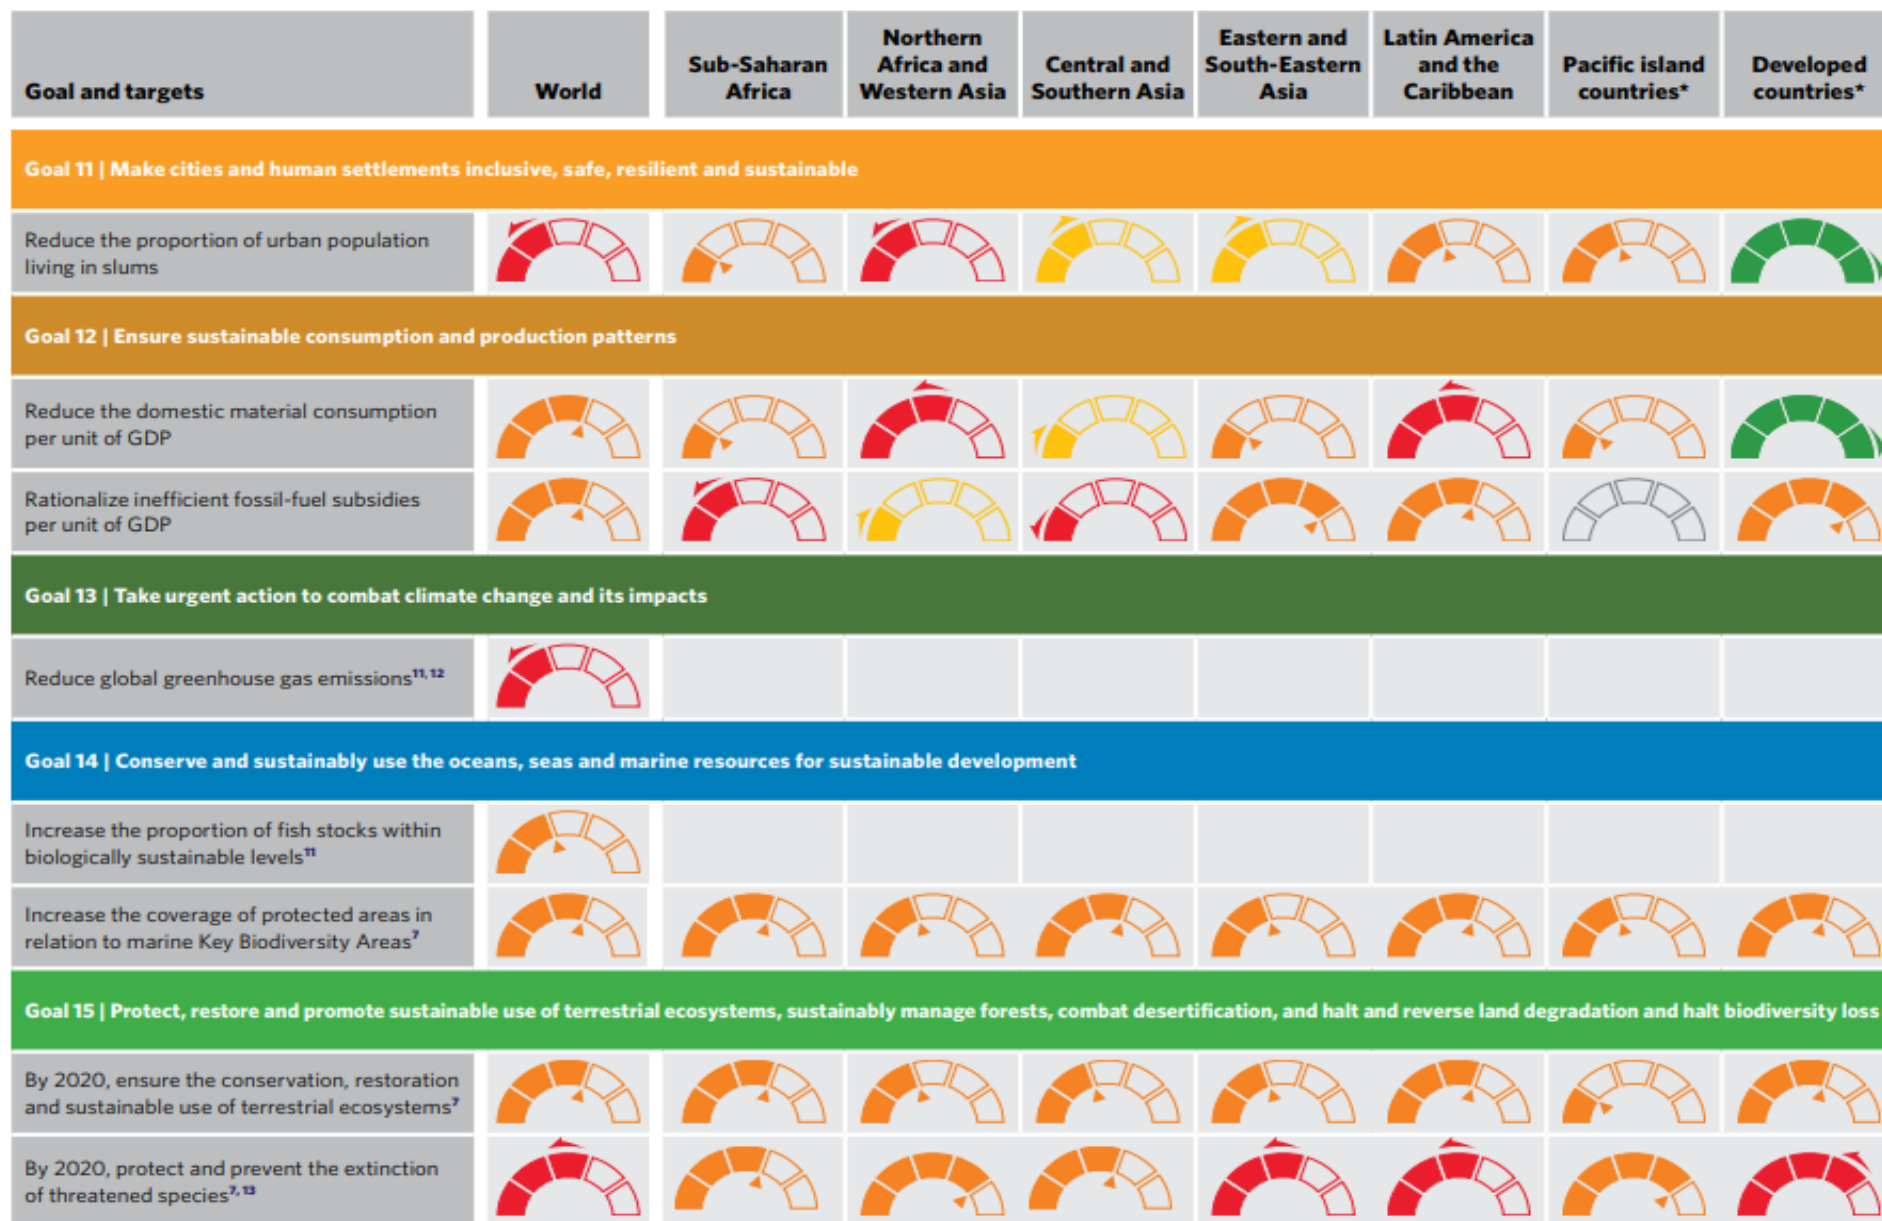 Goal and targets
World
Sub-Saharan
Africa
Northern
Africa and
Western Asia
Central and
Southern Asia
Eastern and
South-Eastern
Asia
Latin America
and the
Caribbean
Pacific island
countries*
Developed
countries*
Goal 11 | Make cities and human settlements inclusive, safe, resilient and sustainable
Reduce the proportion of urban population
living in slums
Goal 12 | Ensure sustainable consumption and production patterns
Reduce the domestic material consumption
per unit of GDP
Rationalize inefficient fossil-fuel subsidies
per unit of GDP
Goal 13 | Take urgent action to combat climate change and its impacts
Reduce global greenhouse gas emissions11, 12
Goal 14 | Conserve and sustainably use the oceans, seas and marine resources for sustainable development
Increase the proportion of fish stocks within
biologically sustainable levels11
Increase the coverage of protected areas in
relation to marine Key Biodiversity Areas7
Goal 15 | Protect, restore and promote sustainable use of terrestrial ecosystems, sustainably manage forests, combat desertification, and halt and reverse land degradation and halt biodiversity loss
By 2020, ensure the conservation, restoration
and sustainable use of terrestrial ecosystems7
By 2020, protect and prevent the extinction
of threatened species7, 13